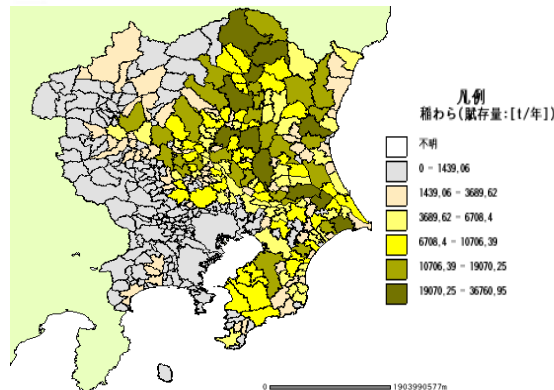 凡例
稲わら(賦存量:[t/年])
不明
0 - 1439,06
1439,06 - 3689,62
3689,62 - 6708,4
6708,4 - 10706,39
10706,39 - 19070,25
19070,25 - 36760,95
0 1903990577m